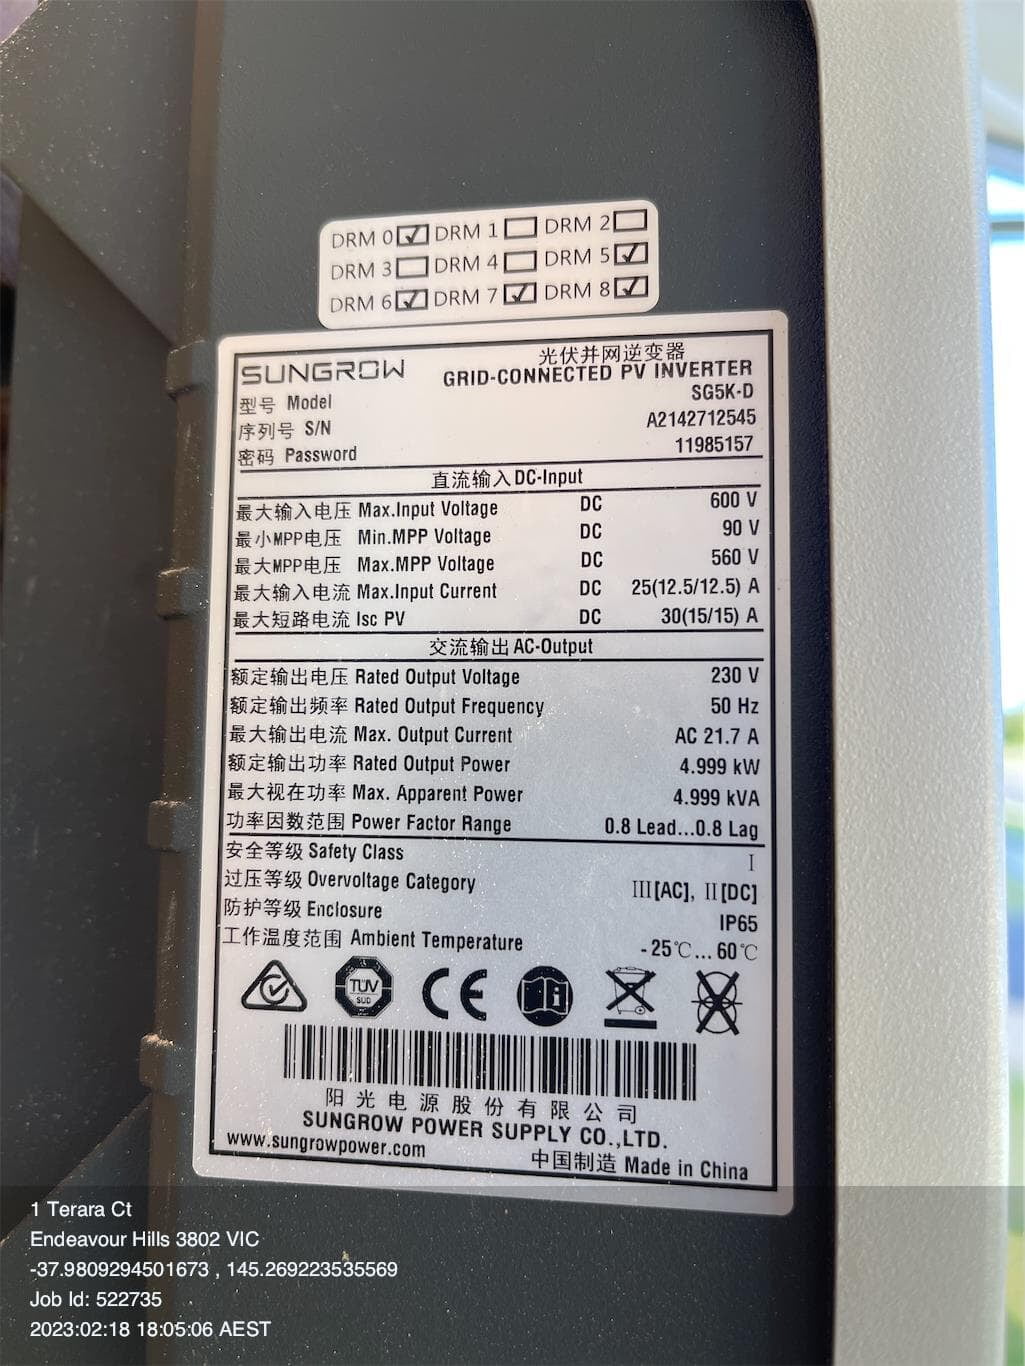 DRM 0 DRM 1 DRM 2
DRM 3 DRM 4 DRM 5
DRM 6 DRM 7 DRM 8
SUNGROW
光伏并网逆变器
GRID-CONNECTED PV INVERTER
型号 Model SG5K-D
序列号 S/N A2142712545
密码 Password 11985157
直流输入 DC-Input
最大输入电压 Max.Input Voltage DC 600 V
最小MPP电压 Min.MPP Voltage DC 90 V
最大MPP电压 Max.MPP Voltage DC 560 V
最大输入电流 Max.Input Current DC 25(12.5/12.5) A
最大短路电流 Isc PV DC 30(15/15) A
交流输出 AC-Output
额定输出电压 Rated Output Voltage 230 V
额定输出频率 Rated Output Frequency 50 Hz
最大输出电流 Max. Output Current AC 21.7 A
额定输出功率 Rated Output Power 4.999 kW
最大视在功率 Max. Apparent Power 4.999 kVA
功率因数范围 Power Factor Range 0.8 Lead...0.8 Lag
安全等级 Safety Class I
过压等级 Overvoltage Category III[AC], II[DC]
防护等级 Enclosure IP65
工作温度范围 Ambient Temperature -25℃...60℃
TÜV
SUD
CE
阳光电源股份有限公司
SUNGROW POWER SUPPLY CO.,LTD.
www.sungrowpower.com
中国制造 Made in China
1 Terara Ct
Endeavour Hills 3802 VIC
-37.9809294501673 , 145.269223535569
Job Id: 522735
2023:02:18 18:05:06 AEST